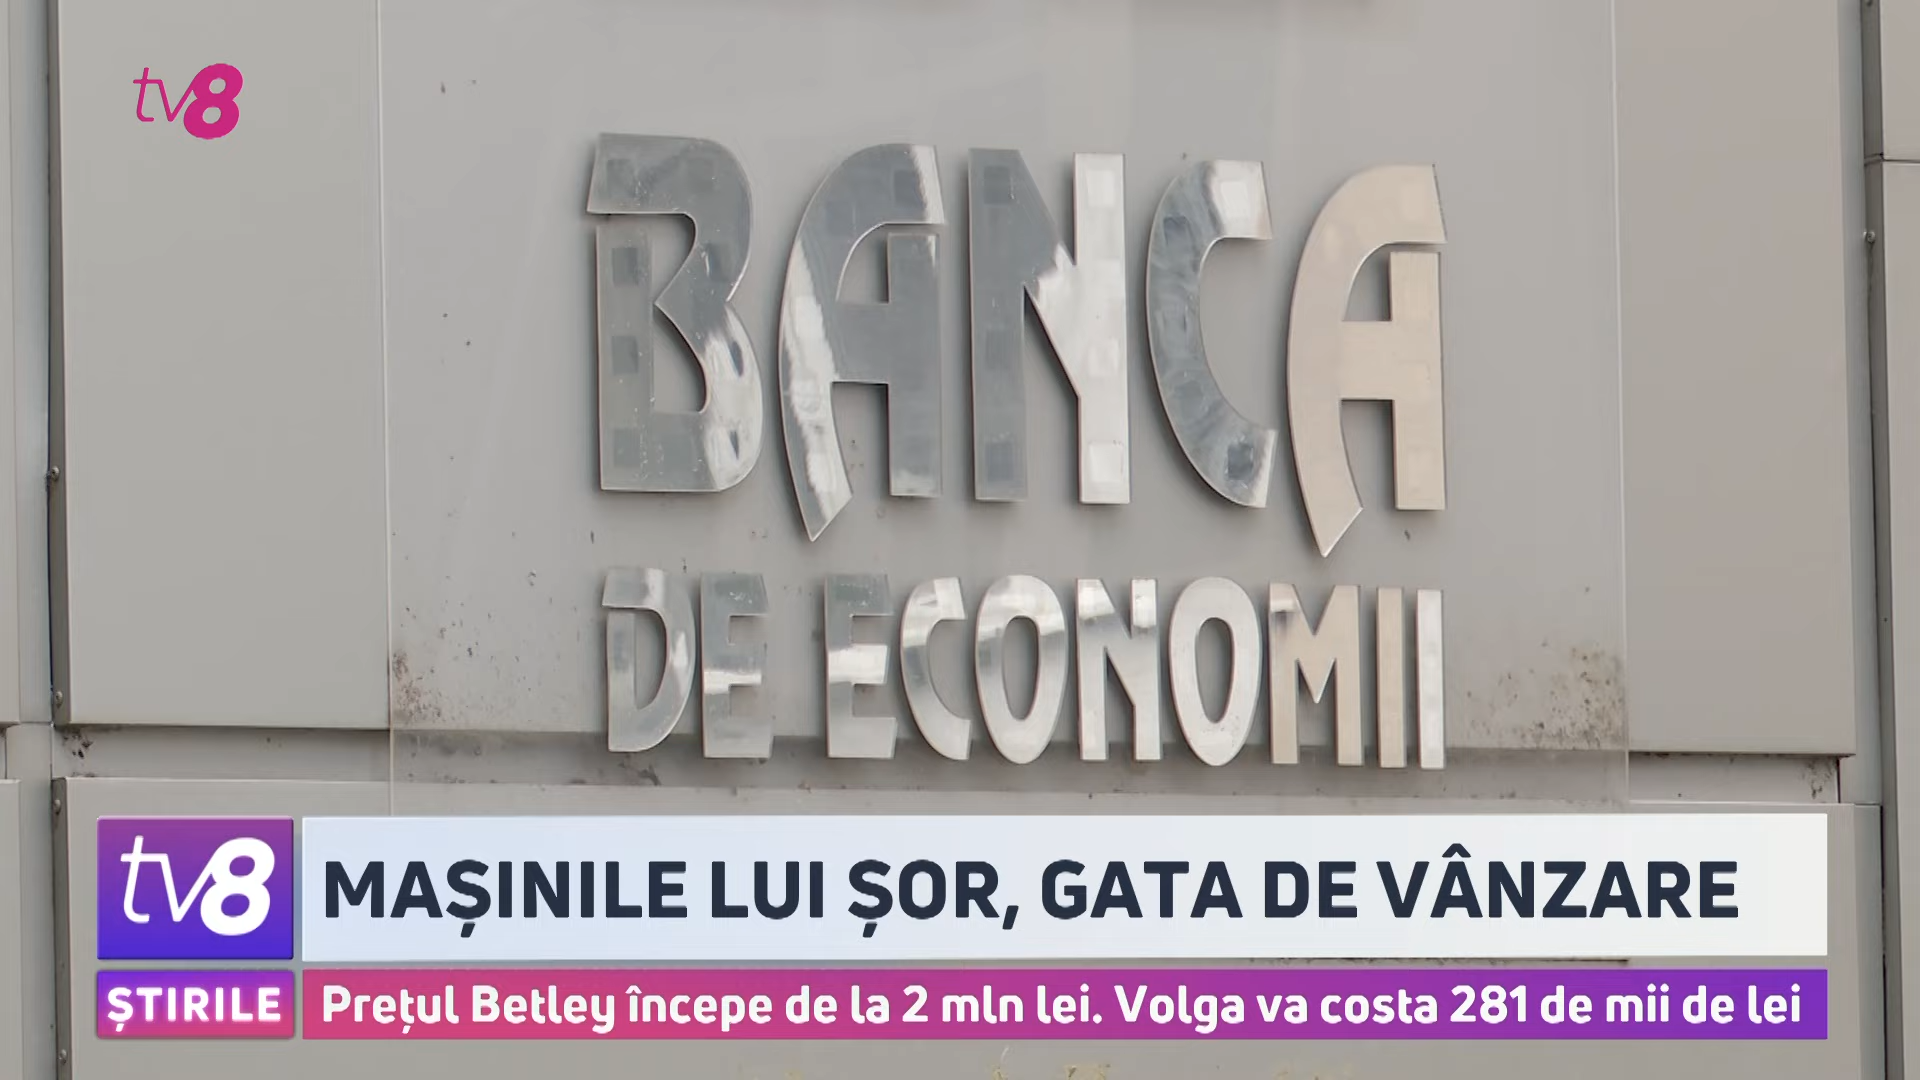 tv8
BANCA
DE ECONOMII
tv8
MAȘINILE LUI ȘOR, GATA DE VÂNZARE
ȘTIRILE
Prețul Betley începe de la 2 mln lei. Volga va costa 281 de mii de lei